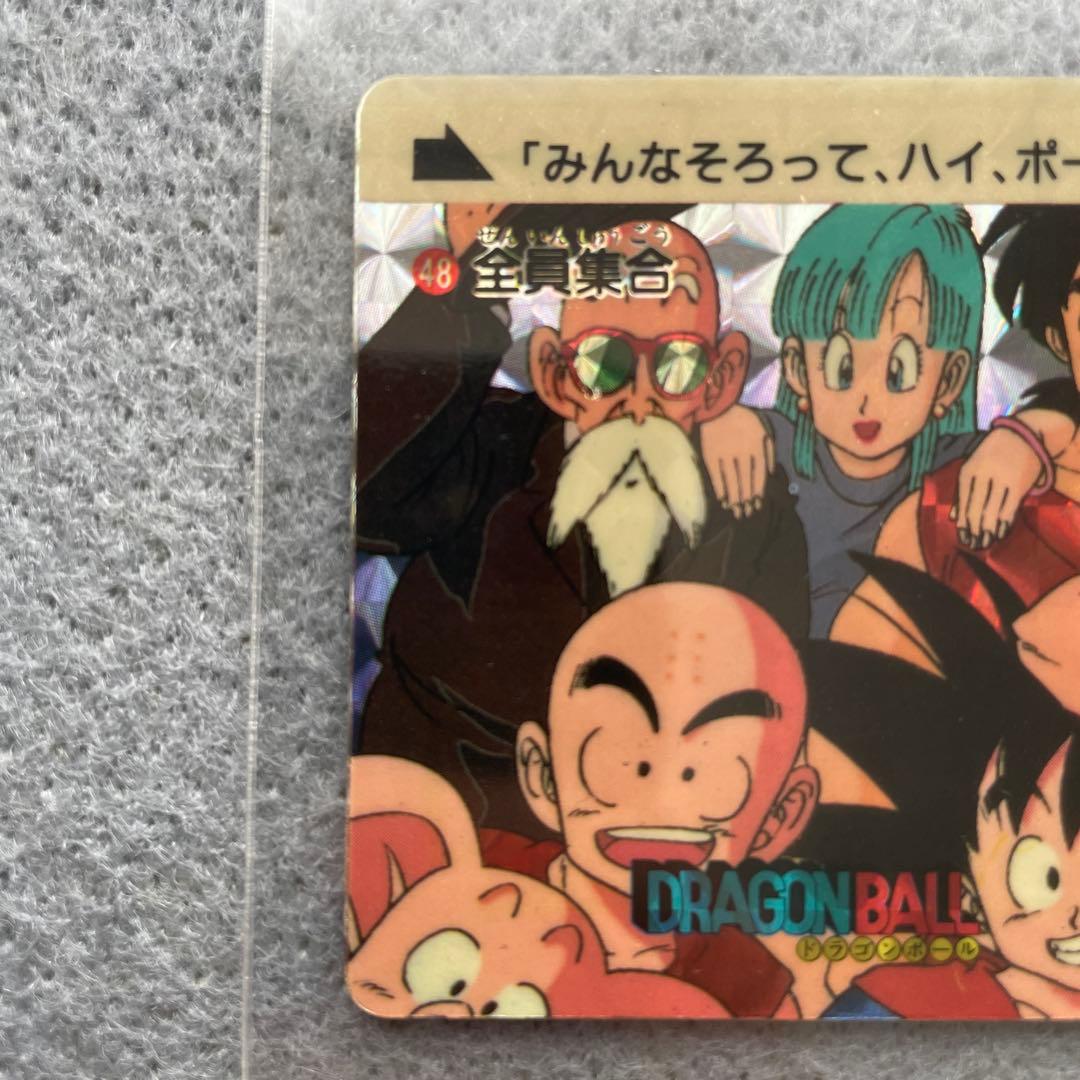 「みんなそろって、ハイ、ポー
ぜんいんしゅうごう
48 全員集合
DRAGON BALL
ドラゴンボール